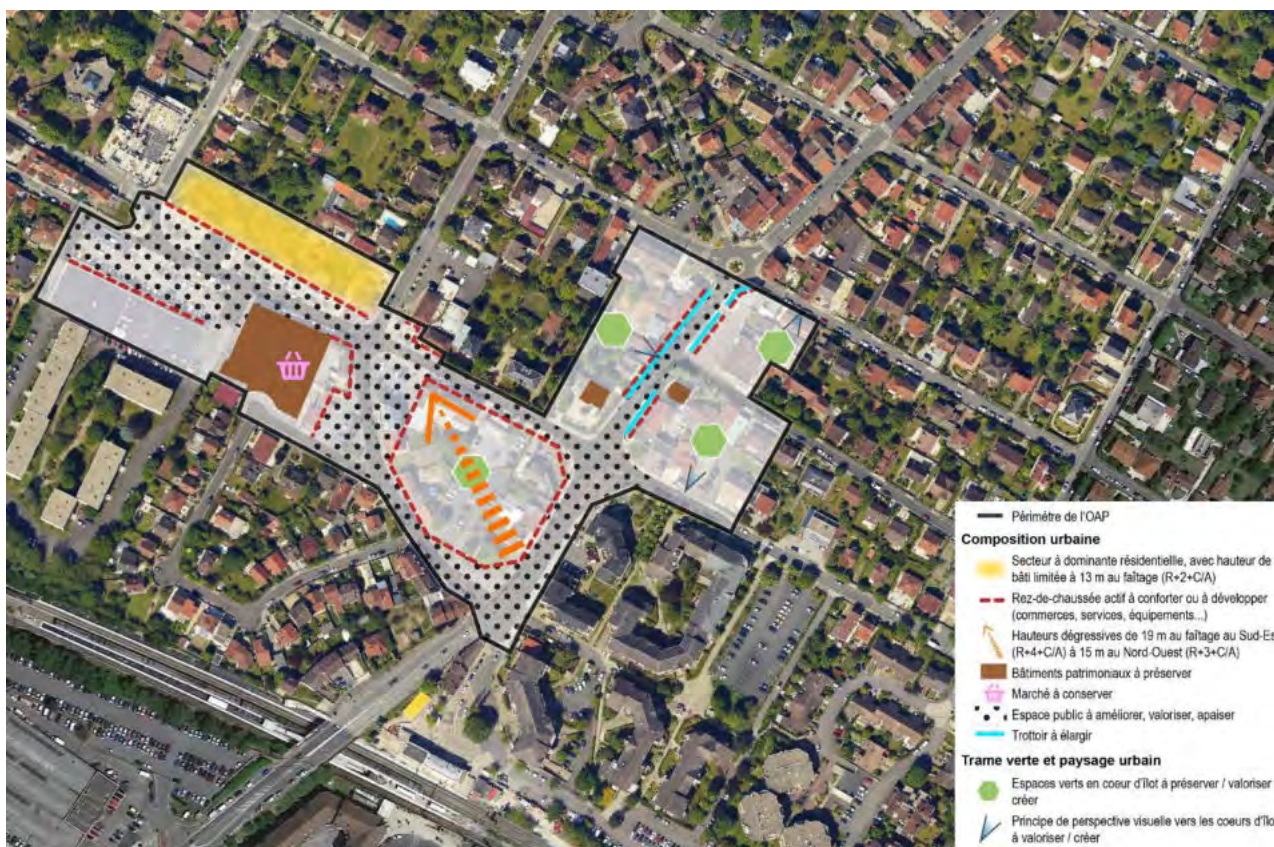 Périmètre de l'OAP
Composition urbaine
Secteur à dominante résidentielle, avec hauteur de
bâti limitée à 13 m au faîtage (R+2+C/A)
Rez-de-chaussée actif à conforter ou à développer
(commerces, services, équipements...)
Hauteurs dégressives de 19 m au faîtage au Sud-Es
(R+4+C/A) à 15 m au Nord-Ouest (R+3+C/A)
Bâtiments patrimoniaux à préserver
Marché à conserver
Espace public à améliorer, valoriser, apaiser
Trottoir à élargir
Trame verte et paysage urbain
Espaces verts en coeur d'îlot à préserver / valoriser
créer
Principe de perspective visuelle vers les coeurs d'îlo
à valoriser / créer